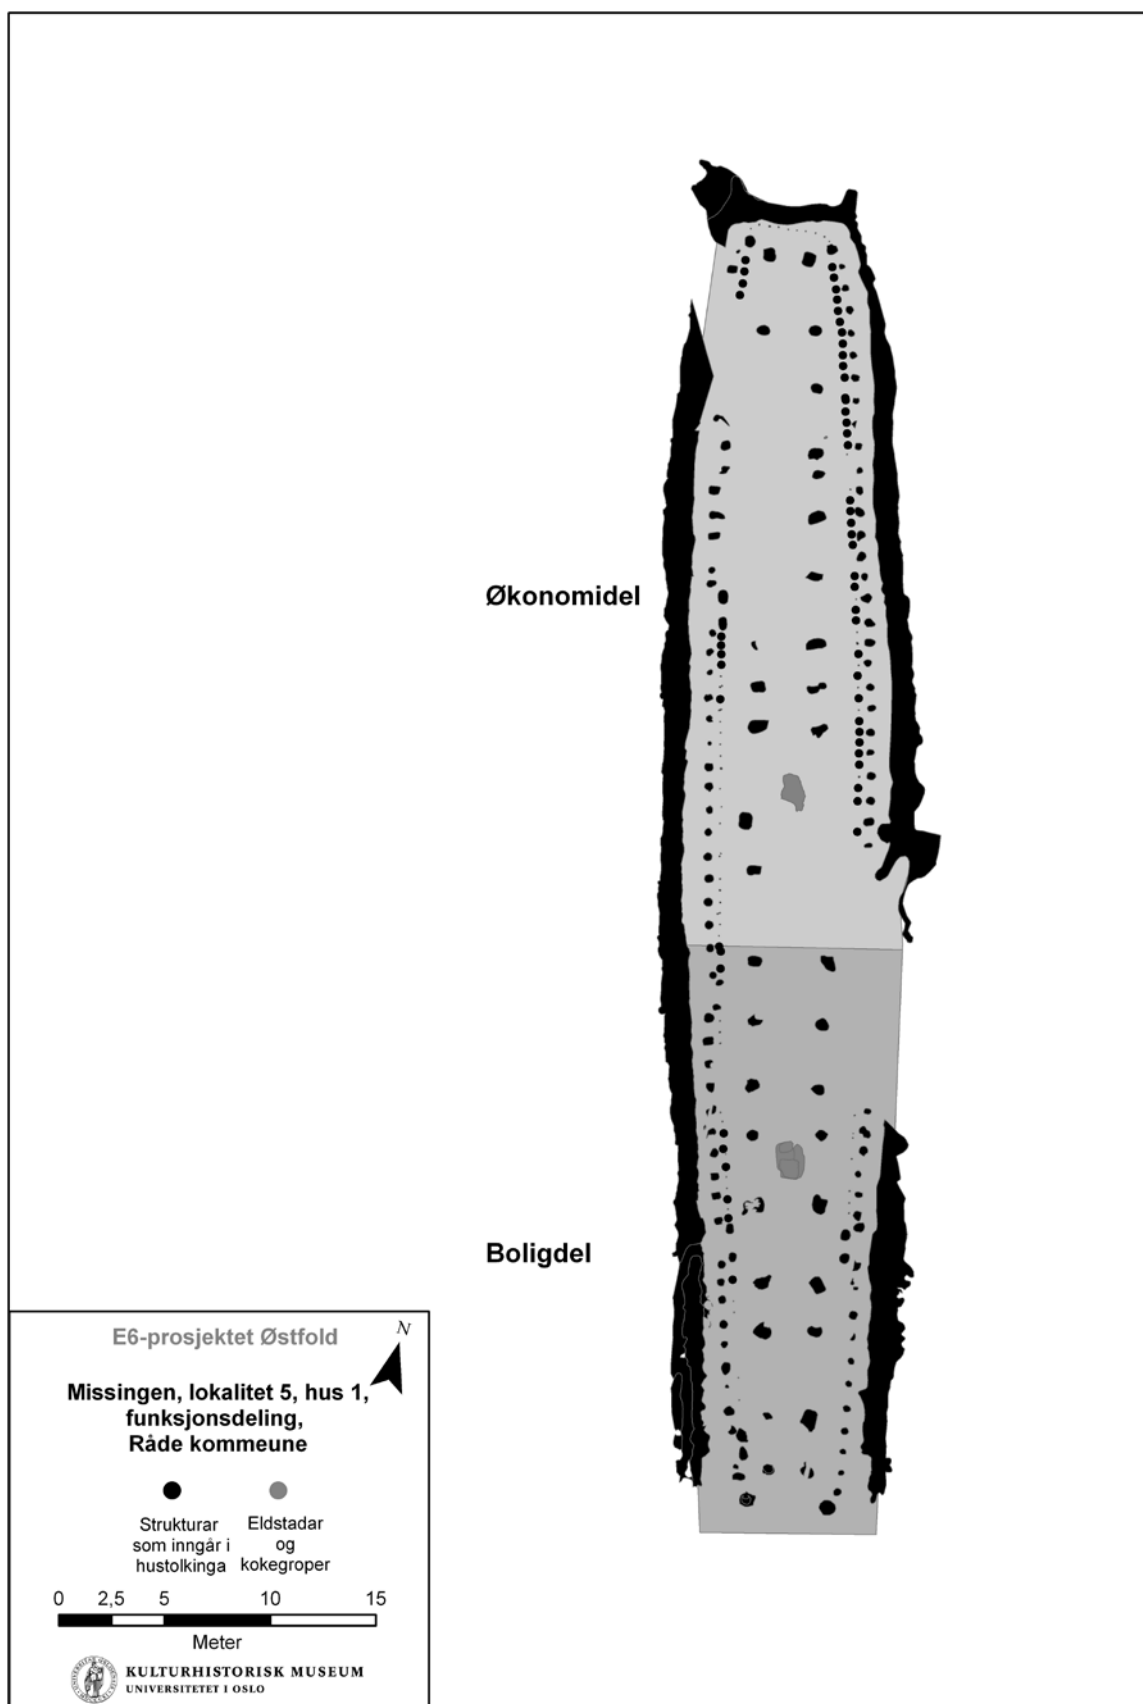 Økonomidel
Boligdel
E6-prosjektet Østfold
N
Missingen, lokalitet 5, hus 1,
funksjonsdeling,
Råde kommeune
Strukturar
som inngår i
hustolkinga
Eldstadar
og
kokegroper
0 2,5 5 10 15
Meter
KULTURHISTORISK MUSEUM
UNIVERSITETET I OSLO